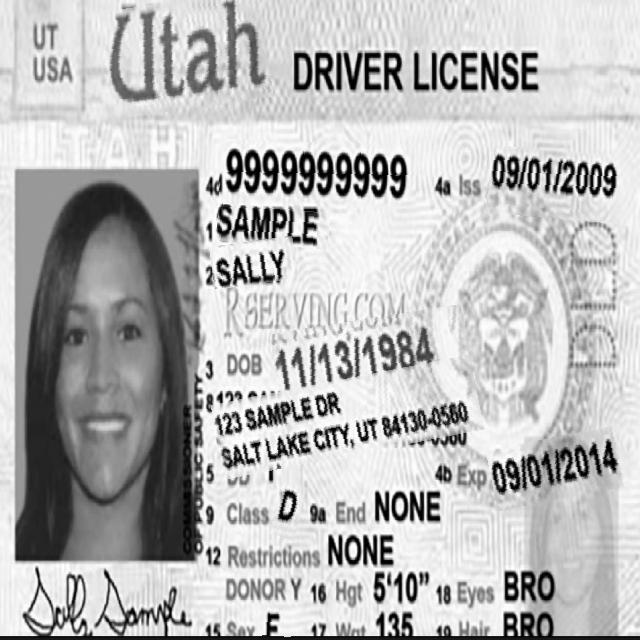 UT
USA
Utah
DRIVER LICENSE
UTAH
4d 9999999999 4a Iss 09/01/2009
1 SAMPLE
2 SALLY
RSERVING.COM
3 DOB 11/13/1984
8 123 SAMPLE DR
SALT LAKE CITY, UT 84130-0560
5
4b Exp 09/01/2014
9 Class D 9a End NONE
12 Restrictions NONE
DONOR Y 16 Hgt 5'10" 18 Eyes BRO
15 Sex F 17 Wgt 135 19 Hair BRO
COMMISSIONER
OF PUBLIC SAFETY
Sally Sample